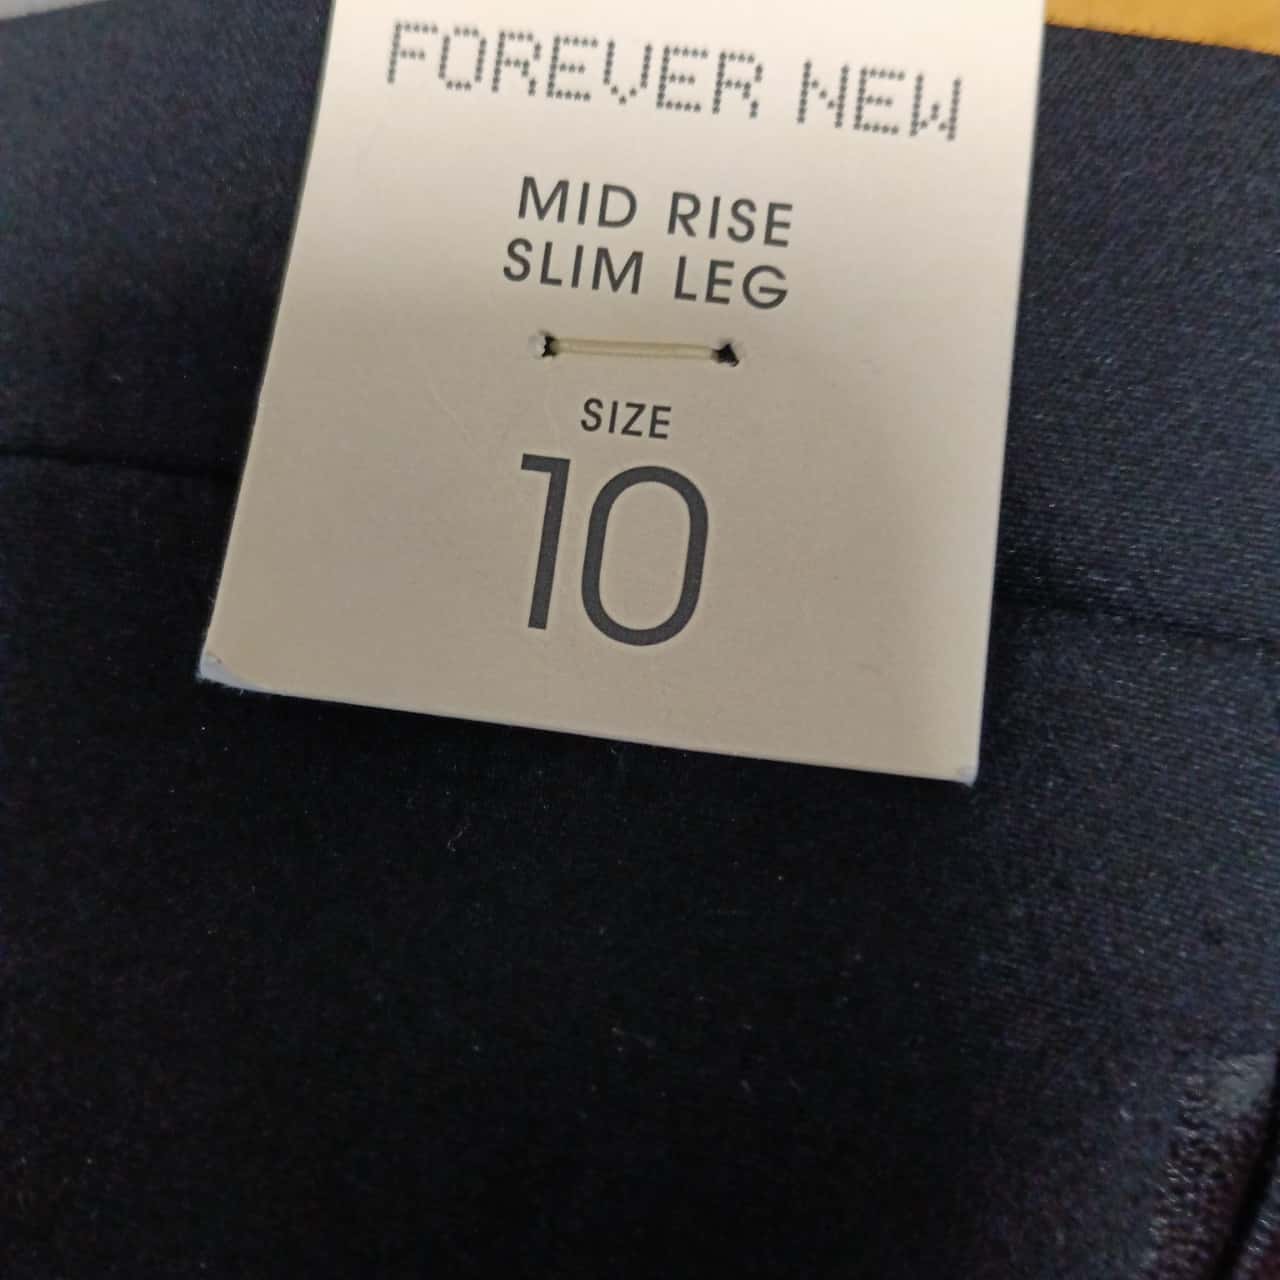 FOREVER NEW
MID RISE
SLIM LEG
SIZE
10